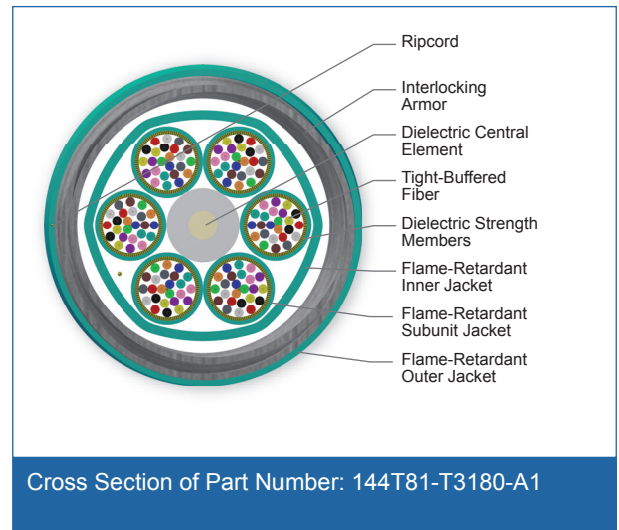 Ripcord
Interlocking
Armor
Dielectric Central
Element
Tight-Buffered
Fiber
Dielectric Strength
Members
Flame-Retardant
Inner Jacket
Flame-Retardant
Subunit Jacket
Flame-Retardant
Outer Jacket
Cross Section of Part Number: 144T81-T3180-A1